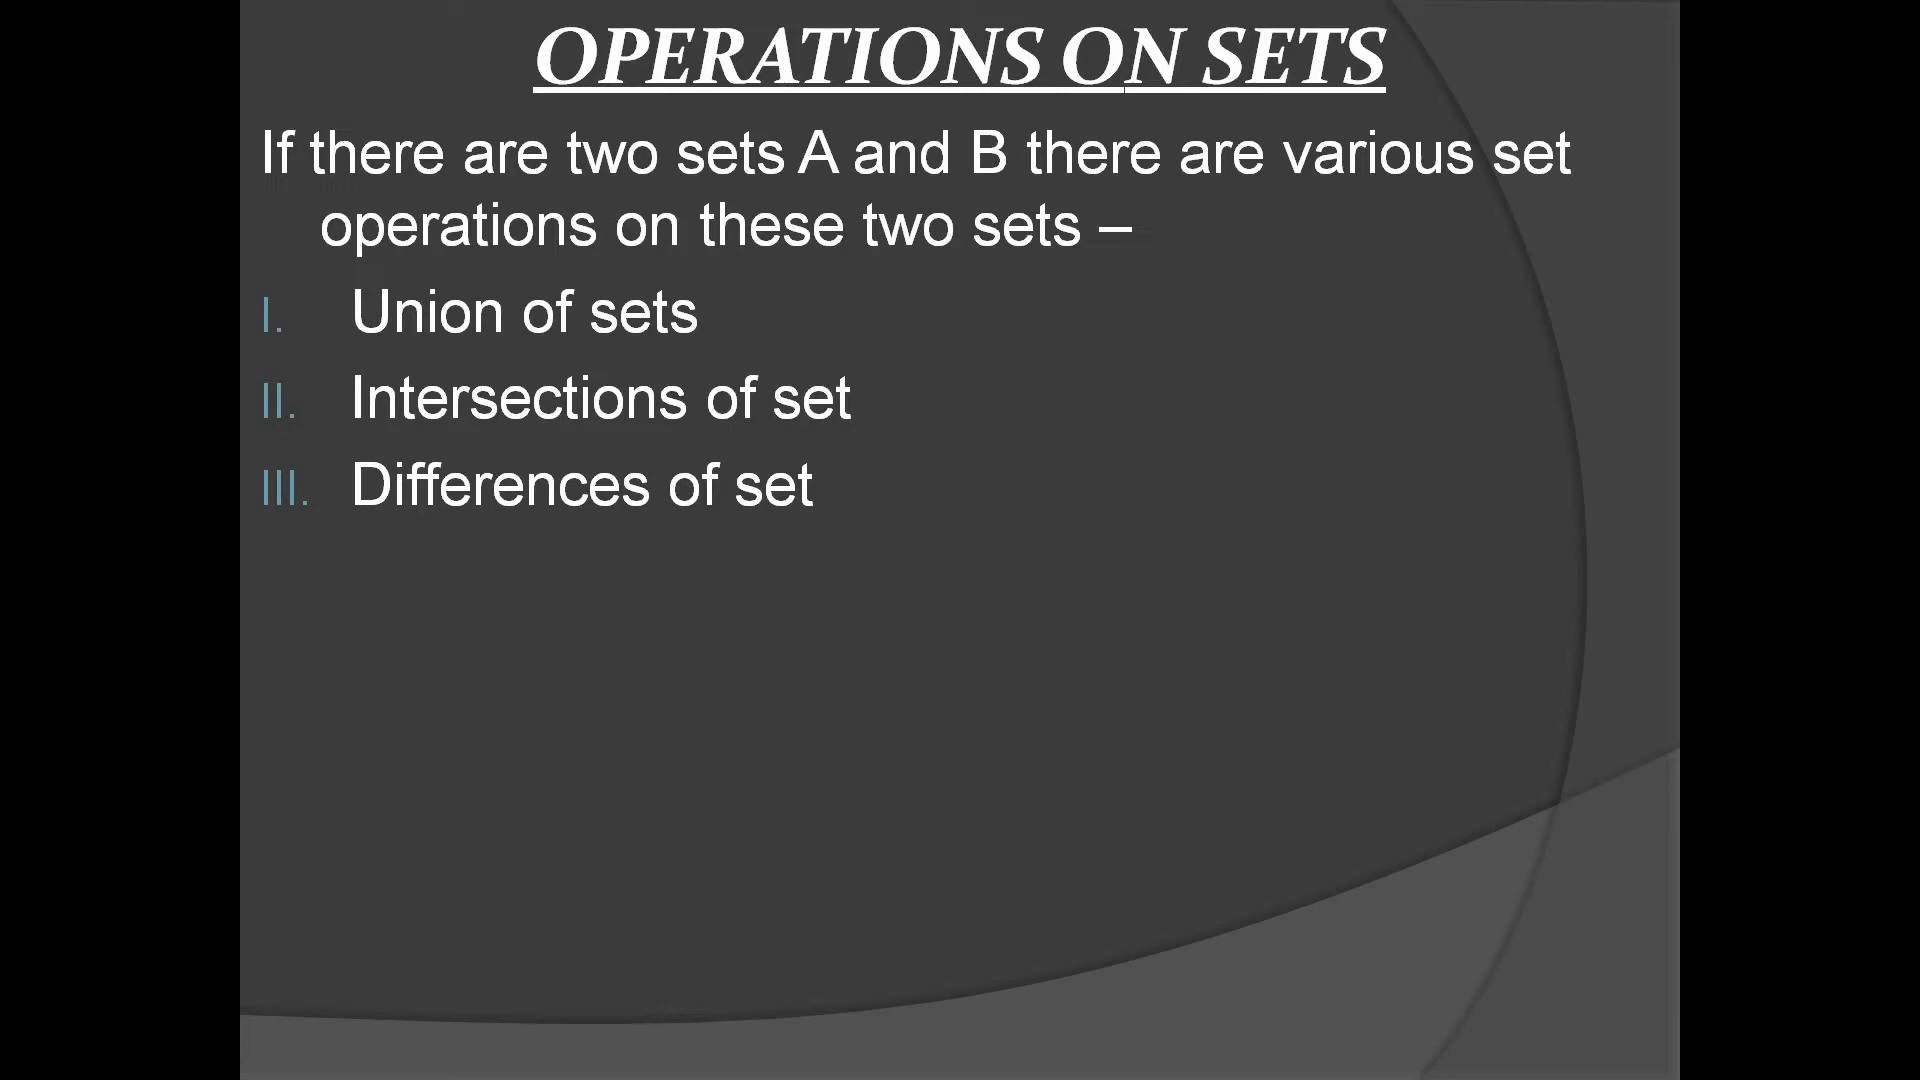 OPERATIONS ON SETS
If there are two sets A and B there are various set
operations on these two sets –
I. Union of sets
II. Intersections of set
III. Differences of set